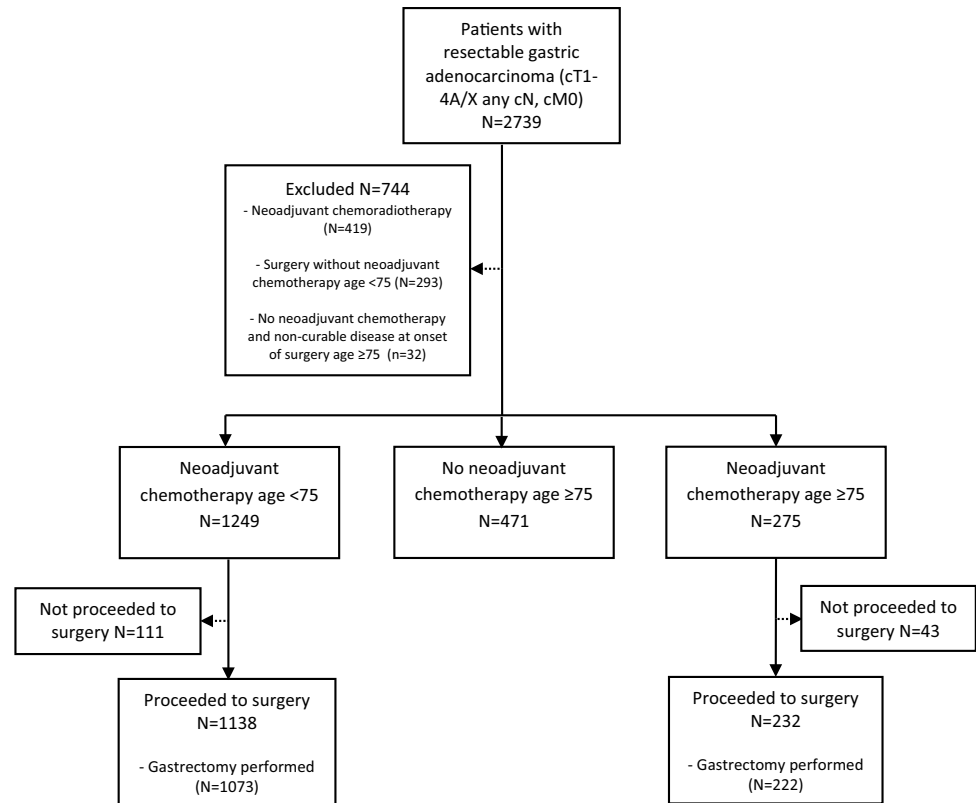 Patients with
resectable gastric
adenocarcinoma (cT1-
4A/X any cN, cM0)
N=2739
Excluded N=744
- Neoadjuvant chemoradiotherapy
(N=419)
- Surgery without neoadjuvant
chemotherapy age <75 (N=293)
- No neoadjuvant chemotherapy
and non-curable disease at onset
of surgery age ≥75 (n=32)
Neoadjuvant
chemotherapy age <75
N=1249
No neoadjuvant
chemotherapy age ≥75
N=471
Neoadjuvant
chemotherapy age ≥75
N=275
Not proceeded to
surgery N=111
Not proceeded to
surgery N=43
Proceeded to surgery
N=1138
- Gastrectomy performed
(N=1073)
Proceeded to surgery
N=232
- Gastrectomy performed
(N=222)